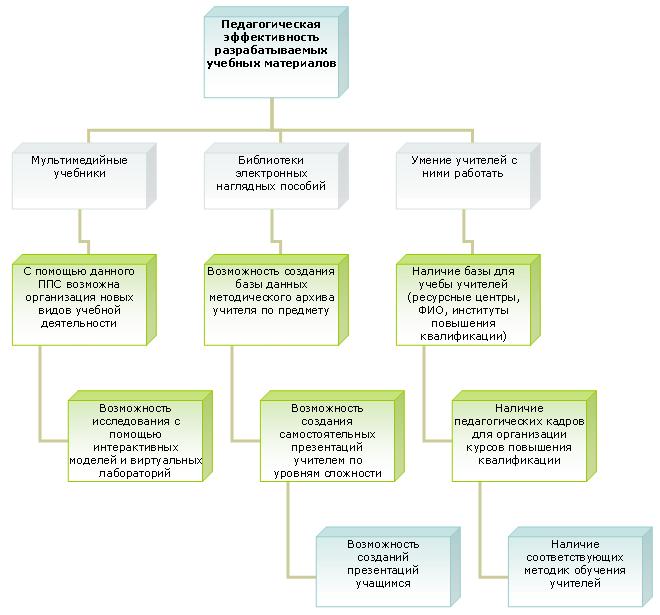 Педагогическая
эффективность
разрабатываемых
учебных материалов
Мультимедийные
учебники
Библиотеки
электронных
наглядных пособий
Умение учителей с
ними работать
С помощью данного
ППС возможна
организация новых
видов учебной
деятельности
Возможность создания
базы данных
методического архива
учителя по предмету
Наличие базы для
учебы учителей
(ресурсные центры,
ФИО, институты
повышения
квалификации)
Возможность
исследования с
помощью
интерактивных
моделей и виртуальных
лабораторий
Возможность
создания
самостоятельных
презентаций
учителем по
уровням сложности
Наличие
педагогических кадров
для организации
курсов повышения
квалификации
Возможность
созданий
презентаций
учащимся
Наличие
соответствующих
методик обучения
учителей